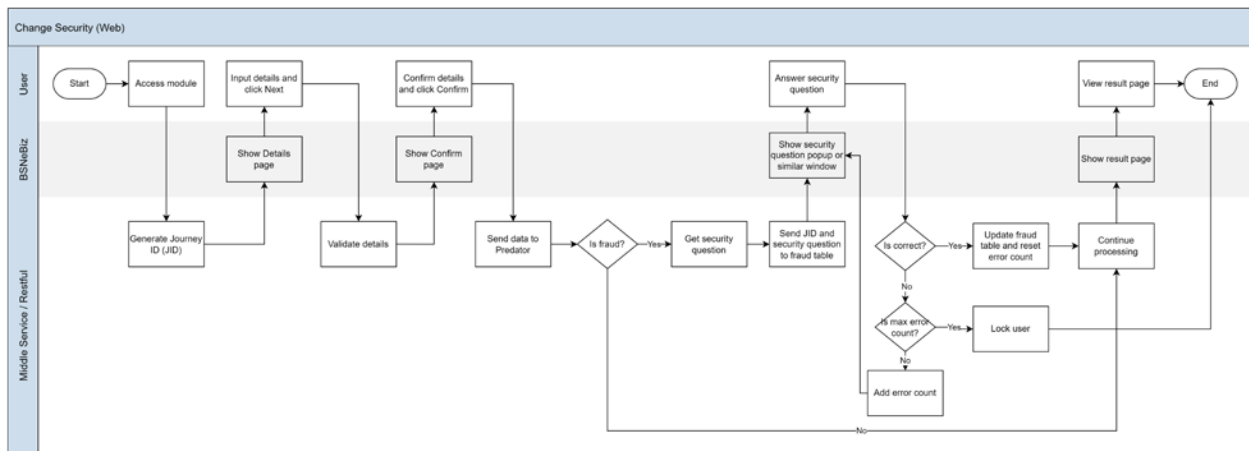 Change Security (Web)
User
Start
Access module
Input details and
click Next
Confirm details
and click Confirm
Answer security
question
View result page
End
BSNeBiz
Show Details
page
Show Confirm
page
Show security
question popup or
similar window
Show result page
Middle Service / Restful
Generate Journey
ID (JID)
Validate details
Send data to
Predator
Is fraud?
Yes
Get security
question
Send JID and
security question
to fraud table
Is correct?
Yes
Update fraud
table and reset
error count
Continue
processing
No
Is max error
count?
Yes
Lock user
No
Add error count
No